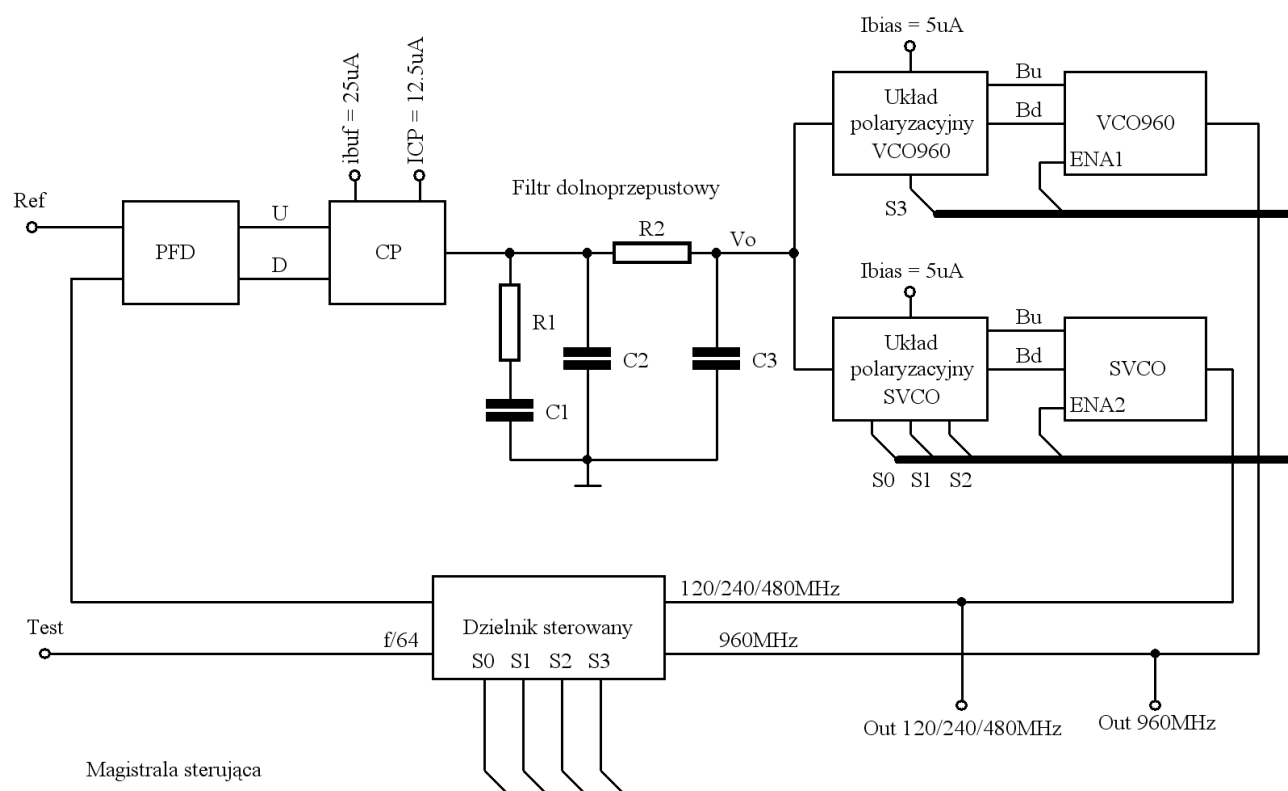 Ibias = 5uA
ibuf = 25uA
ICP = 12.5uA
Układ
polaryzacyjny
VCO960
Bu
Bd
VCO960
ENA1
S3
Filtr dolnoprzepustowy
Ref
PFD
U
D
CP
R2
Vo
R1
C1
C2
C3
Ibias = 5uA
Układ
polaryzacyjny
SVCO
Bu
Bd
SVCO
ENA2
S0 S1 S2
120/240/480MHz
Dzielnik sterowany
Test
f/64
960MHz
S0 S1 S2 S3
Out 120/240/480MHz
Out 960MHz
Magistrala sterująca